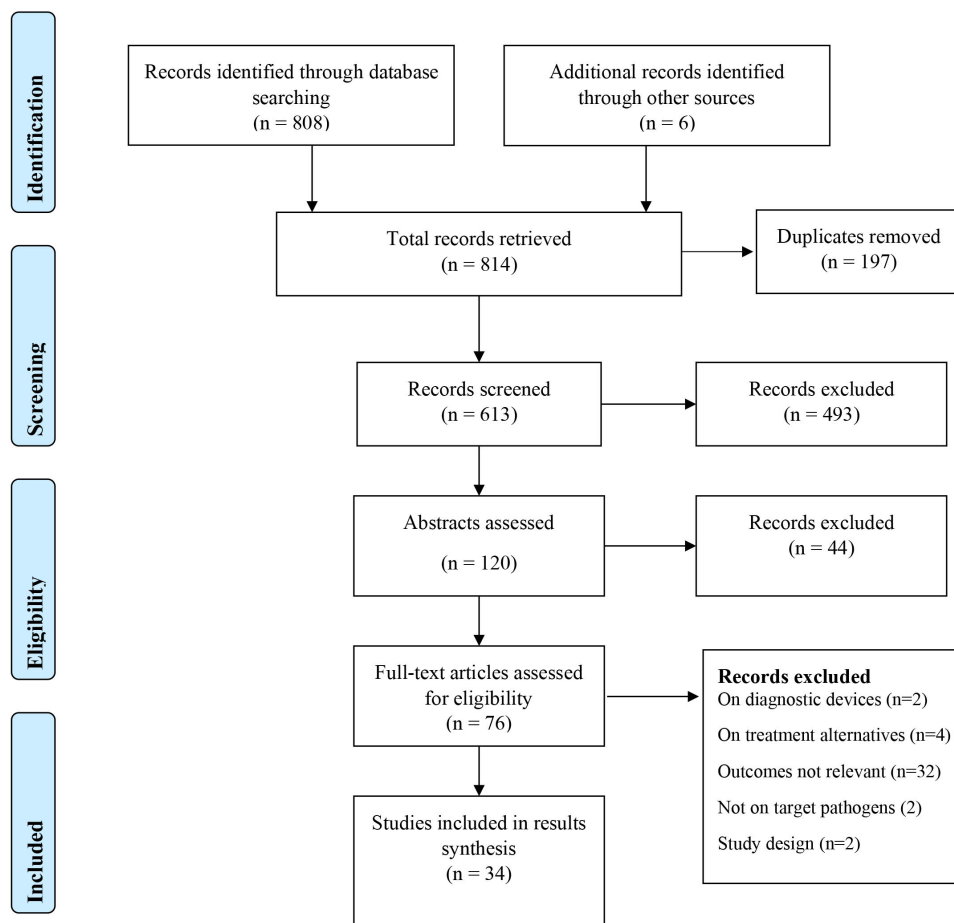 Identification
Records identified through database
searching
(n = 808)
Additional records identified
through other sources
(n = 6)
Total records retrieved
(n = 814)
Duplicates removed
(n = 197)
Screening
Records screened
(n = 613)
Records excluded
(n = 493)
Eligibility
Abstracts assessed
(n = 120)
Records excluded
(n = 44)
Full-text articles assessed
for eligibility
(n = 76)
Records excluded
On diagnostic devices (n=2)
On treatment alternatives (n=4)
Outcomes not relevant (n=32)
Not on target pathogens (2)
Study design (n=2)
Included
Studies included in results
synthesis
(n = 34)